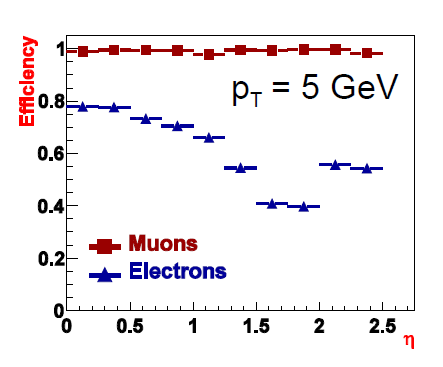 Efficiency
1
0.8
0.6
0.4
0.2
0
p_T = 5 GeV
Muons
Electrons
0 0.5 1 1.5 2 2.5
η